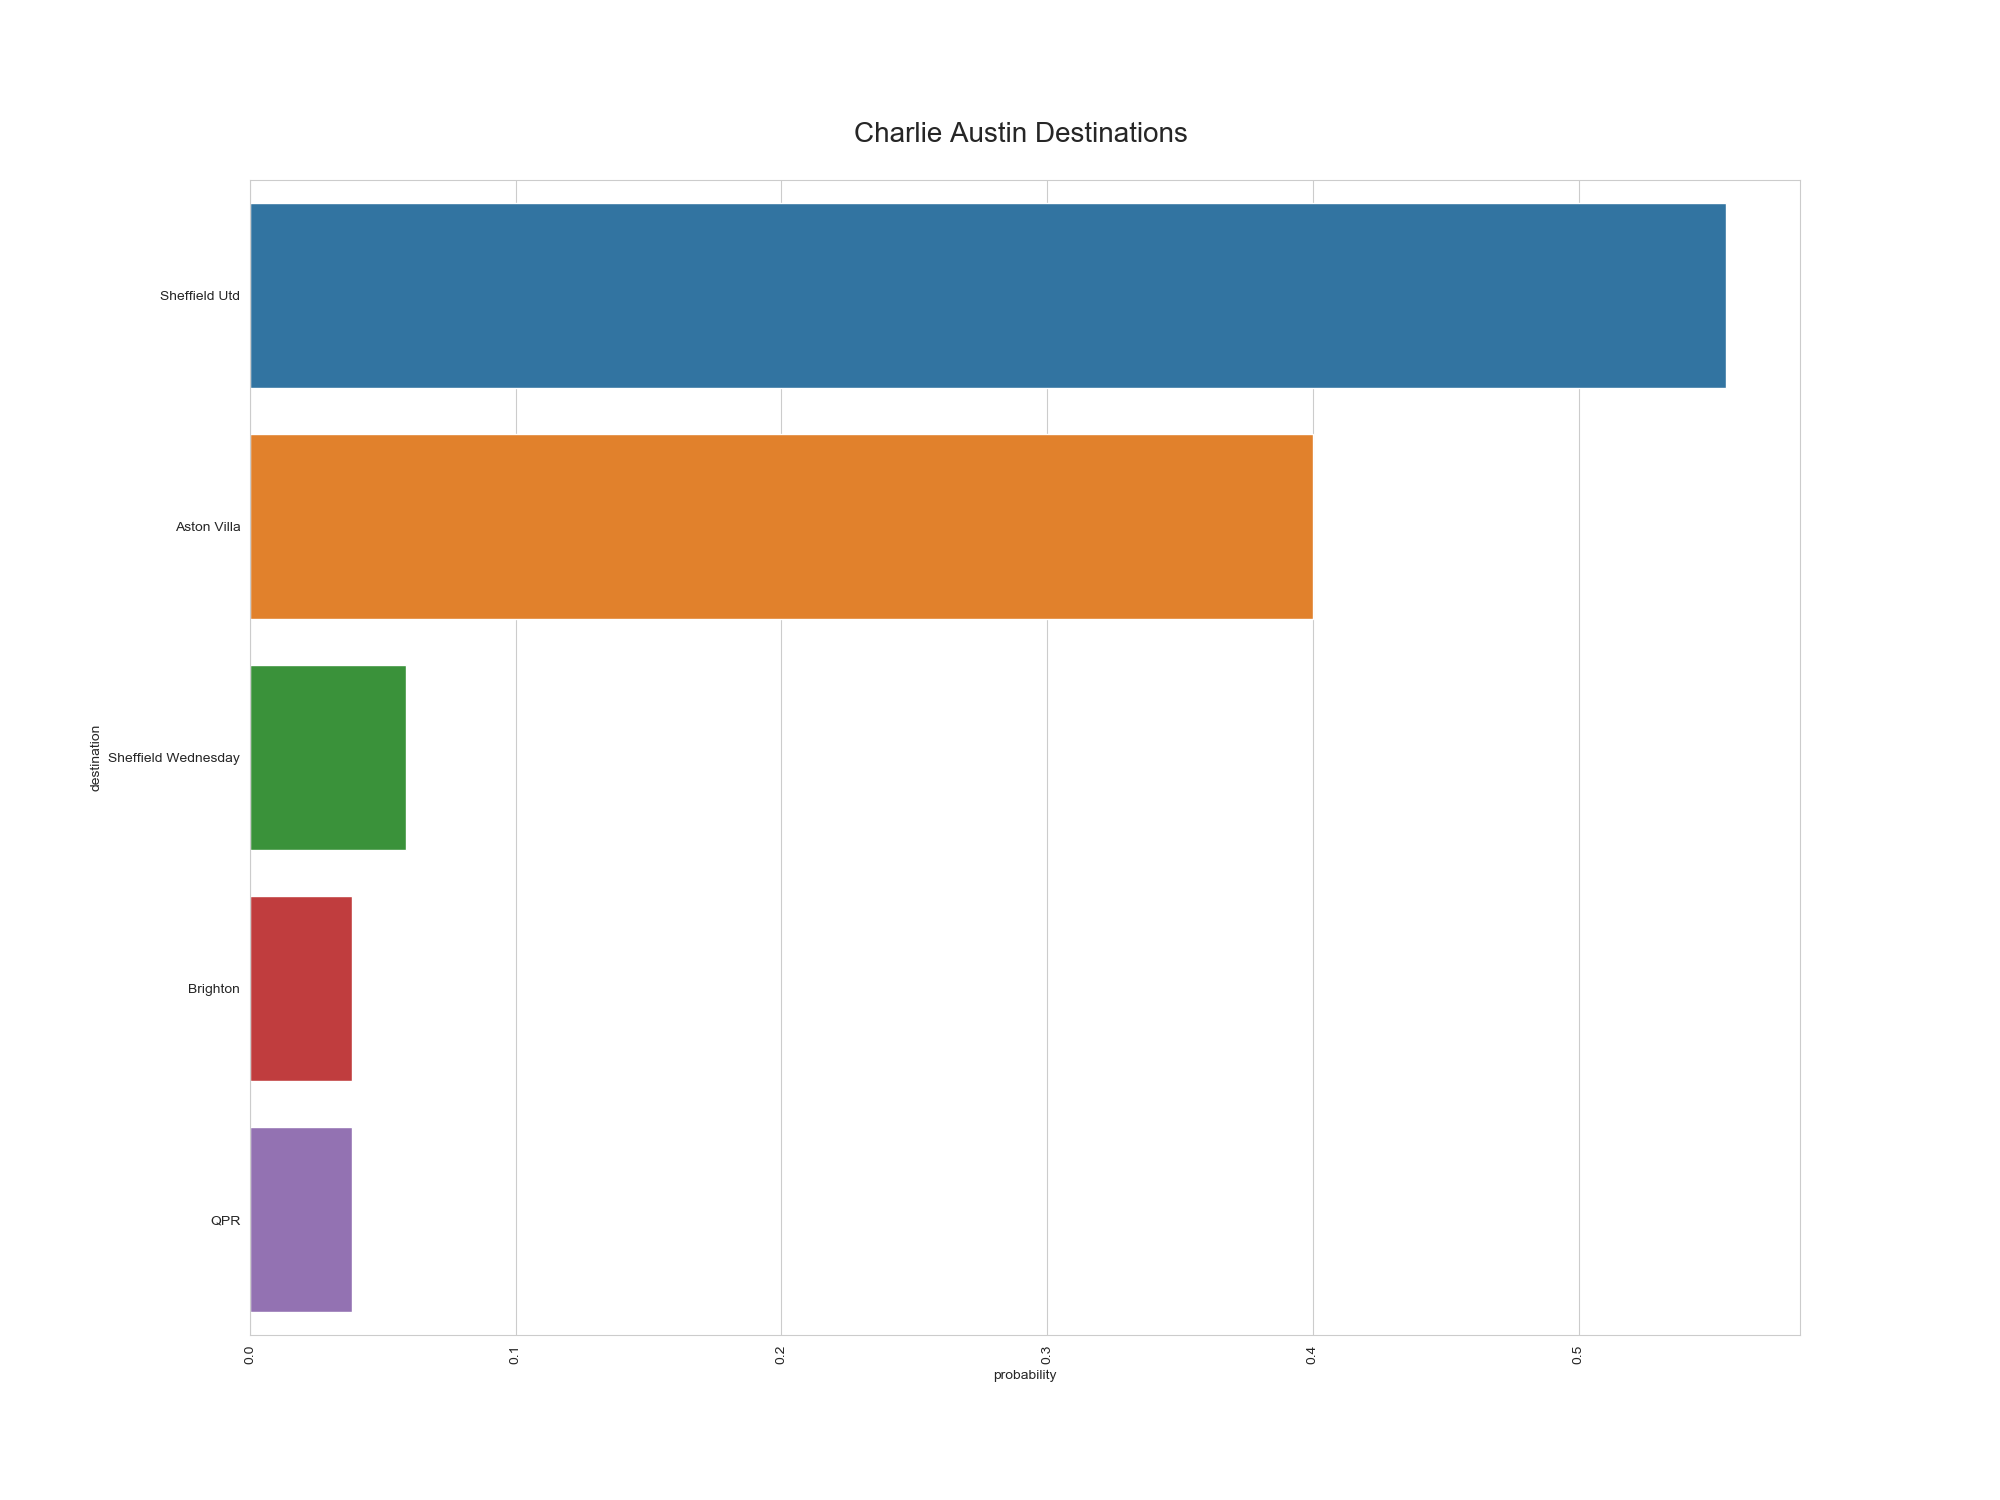 Charlie Austin Destinations
destination
Sheffield Utd
Aston Villa
Sheffield Wednesday
Brighton
QPR
0.0
0.1
0.2
0.3
0.4
0.5
probability